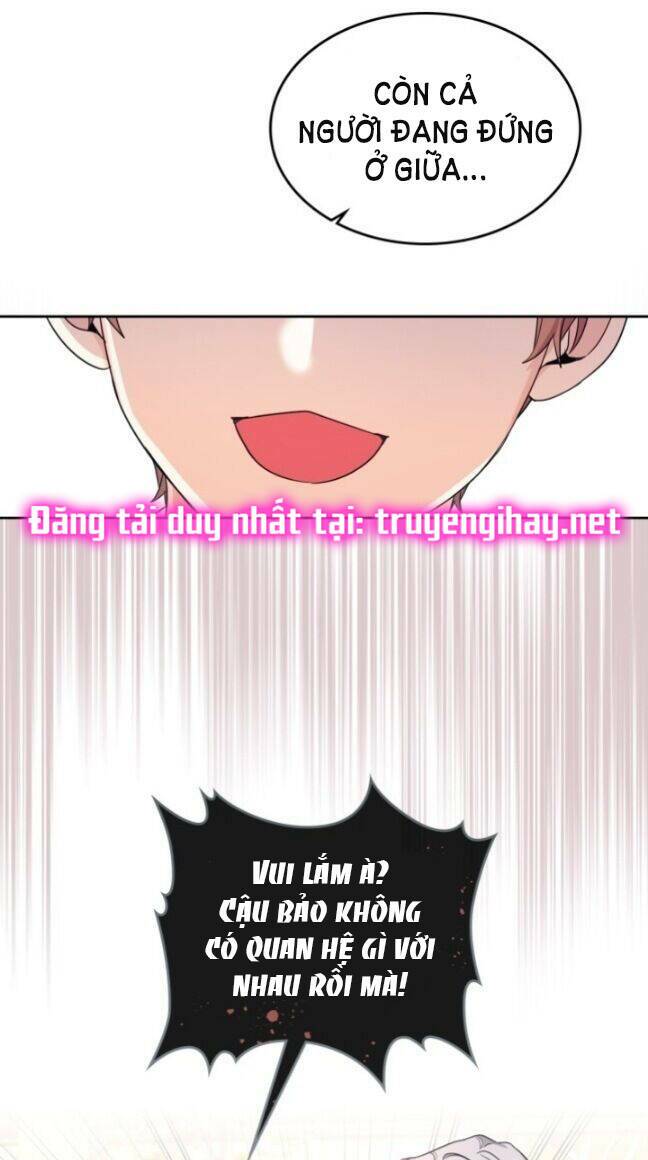 CÒN CẢ
NGƯỜI ĐANG ĐỨNG
Ở GIỮA...
Đăng tải duy nhất tại: truyengihay.net
VUI LẮM À?
CẬU BẢO KHÔNG
CÓ QUAN HỆ GÌ VỚI
NHAU RỒI MÀ!